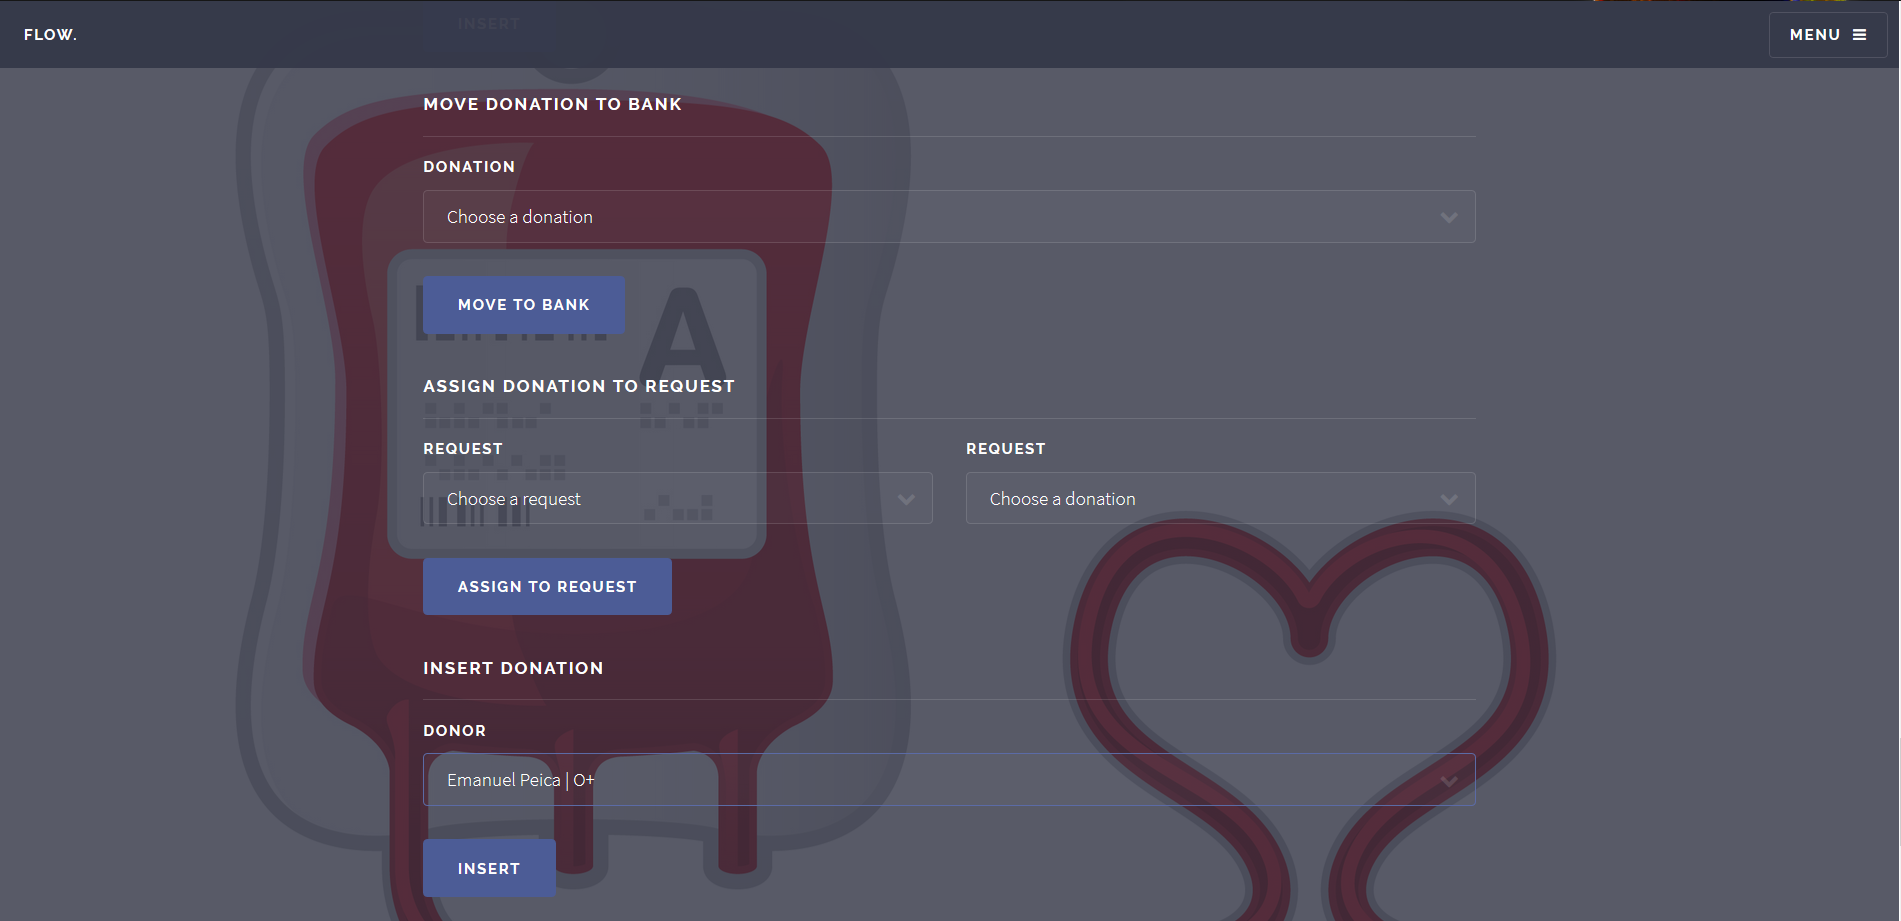 INSERT
FLOW.
MENU
MOVE DONATION TO BANK
DONATION
Choose a donation
MOVE TO BANK
A
ASSIGN DONATION TO REQUEST
REQUEST
REQUEST
Choose a request
Choose a donation
ASSIGN TO REQUEST
INSERT DONATION
DONOR
Emanuel Peica | O+
INSERT